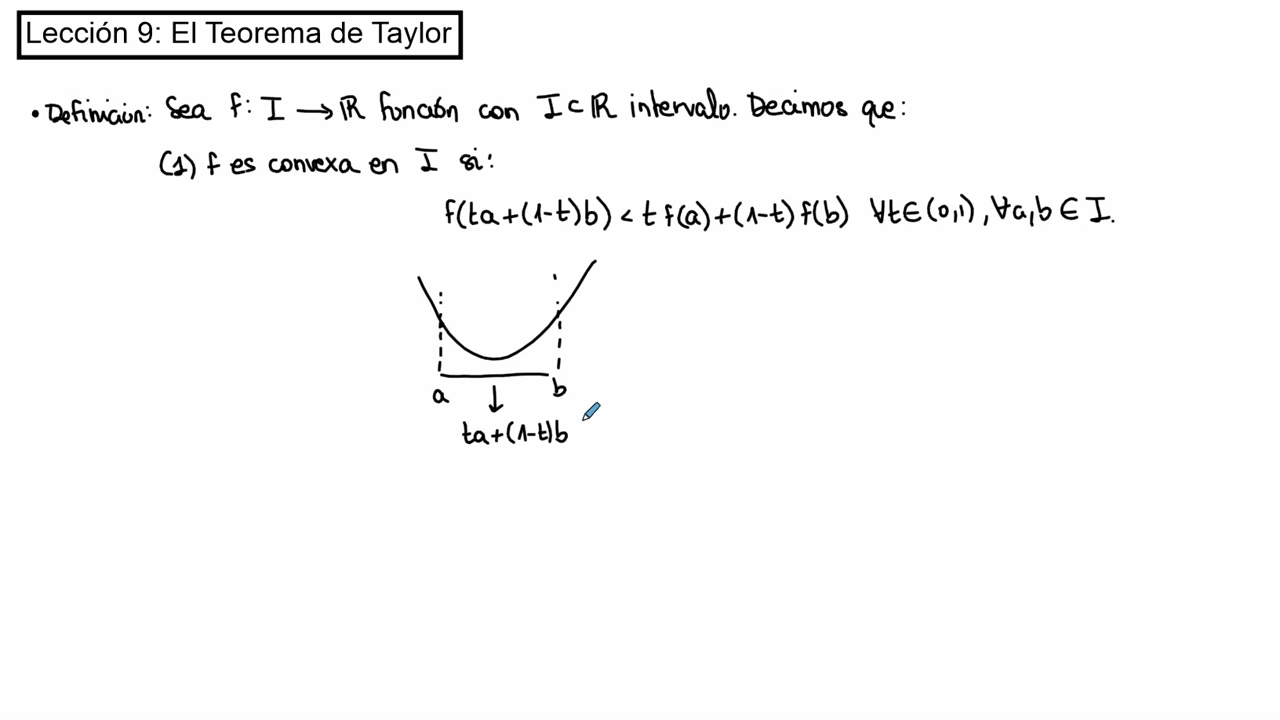 Lección 9: El Teorema de Taylor
• Definicion: Sea f: I → ℝ función con I ⊂ ℝ intervalo. Decimos que:
(1) f es convexa en I si:
f(ta+(1-t)b) < t f(a)+(1-t) f(b) ∀t∈(0,1), ∀a,b ∈ I.
a b
ta+(1-t)b